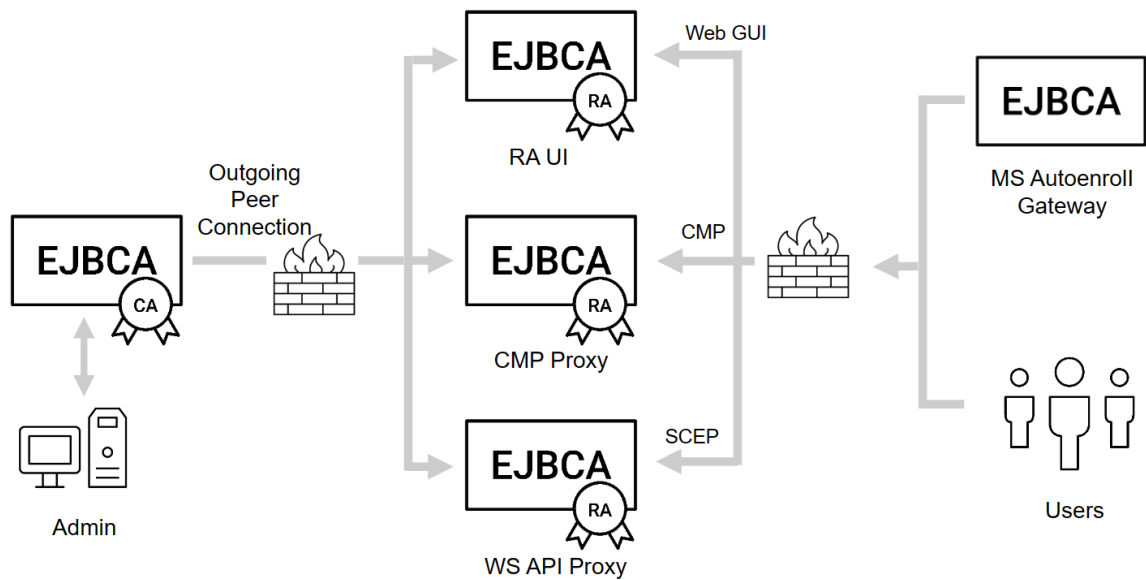 Web GUI
EJBCA
RA
RA UI
EJBCA
MS Autoenroll
Gateway
Outgoing
Peer
Connection
EJBCA
CA
CMP
EJBCA
RA
CMP Proxy
Admin
SCEP
EJBCA
RA
WS API Proxy
Users